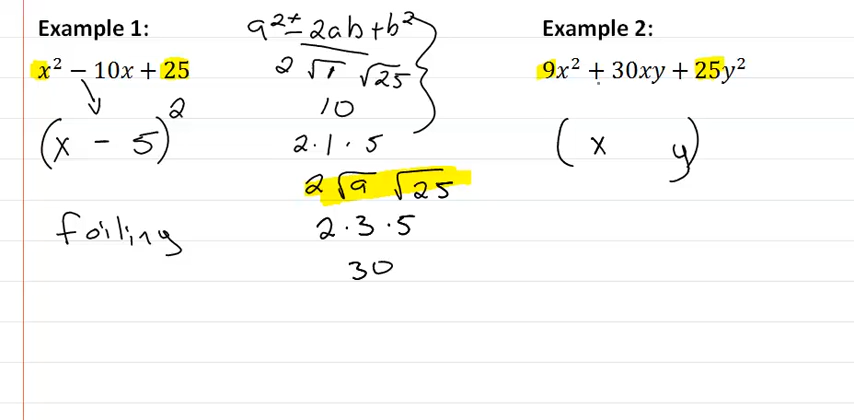 Example 1:
x² − 10x + 25
(x - 5)²
foiling
a² ± 2ab + b²
2 √1 √25
10
2 · 1 · 5
2 √9 √25
2 · 3 · 5
30
Example 2:
9x² + 30xy + 25y²
(x y)